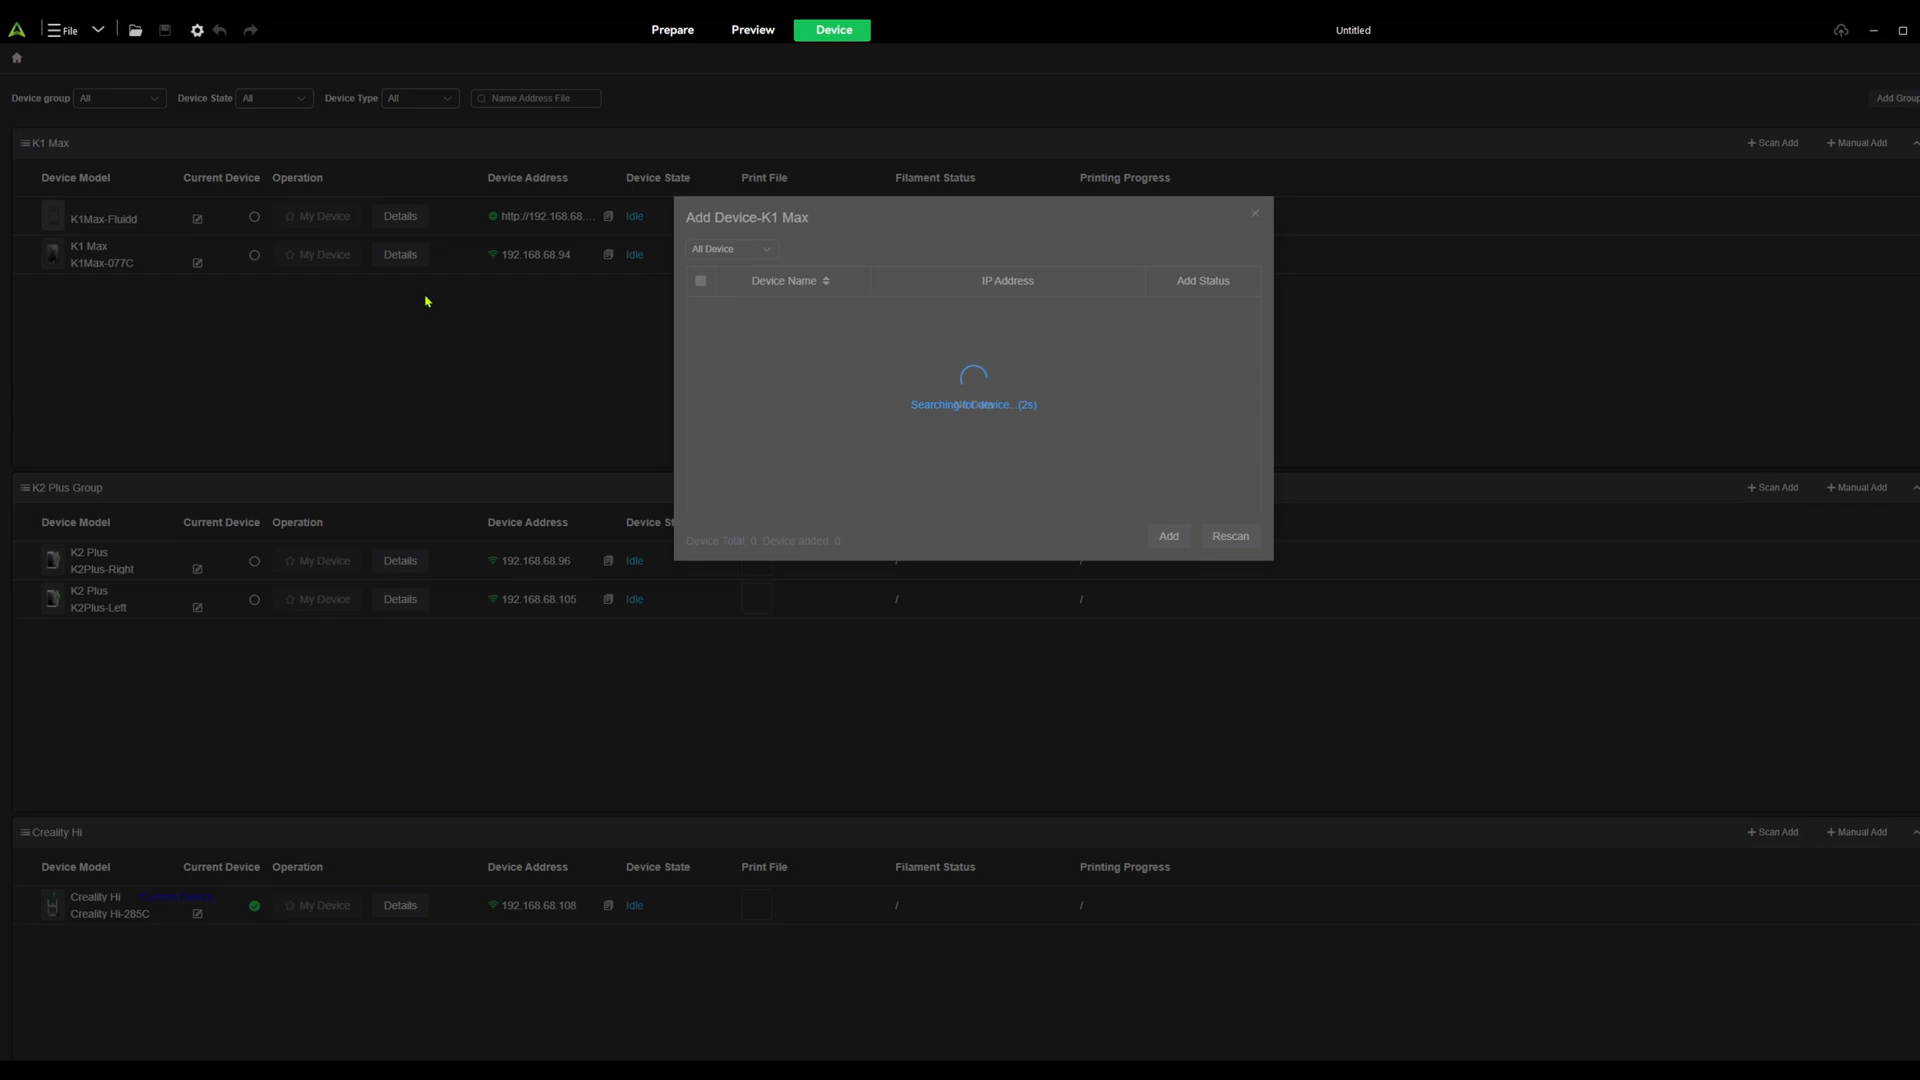 File Prepare Preview Device Untitled
Device group All Device State All Device Type All Name Address File Add Group
K1 Max + Scan Add + Manual Add
Device Model Current Device Operation Device Address Device State Print File Filament Status Printing Progress
K1Max-Fluidd My Device Details http://192.168.68.... Idle
K1 Max
K1Max-077C My Device Details 192.168.68.94 Idle
Add Device-K1 Max
All Device
Device Name IP Address Add Status
Searching for device...(2s)
Device Total: 0 Device added: 0
Add Rescan
K2 Plus Group + Scan Add + Manual Add
Device Model Current Device Operation Device Address Device St
K2 Plus
K2Plus-Right My Device Details 192.168.68.96 Idle / /
K2 Plus
K2Plus-Left My Device Details 192.168.68.105 Idle / /
Creality Hi + Scan Add + Manual Add
Device Model Current Device Operation Device Address Device State Print File Filament Status Printing Progress
Creality Hi
Creality Hi-285C My Device Details 192.168.68.108 Idle / /